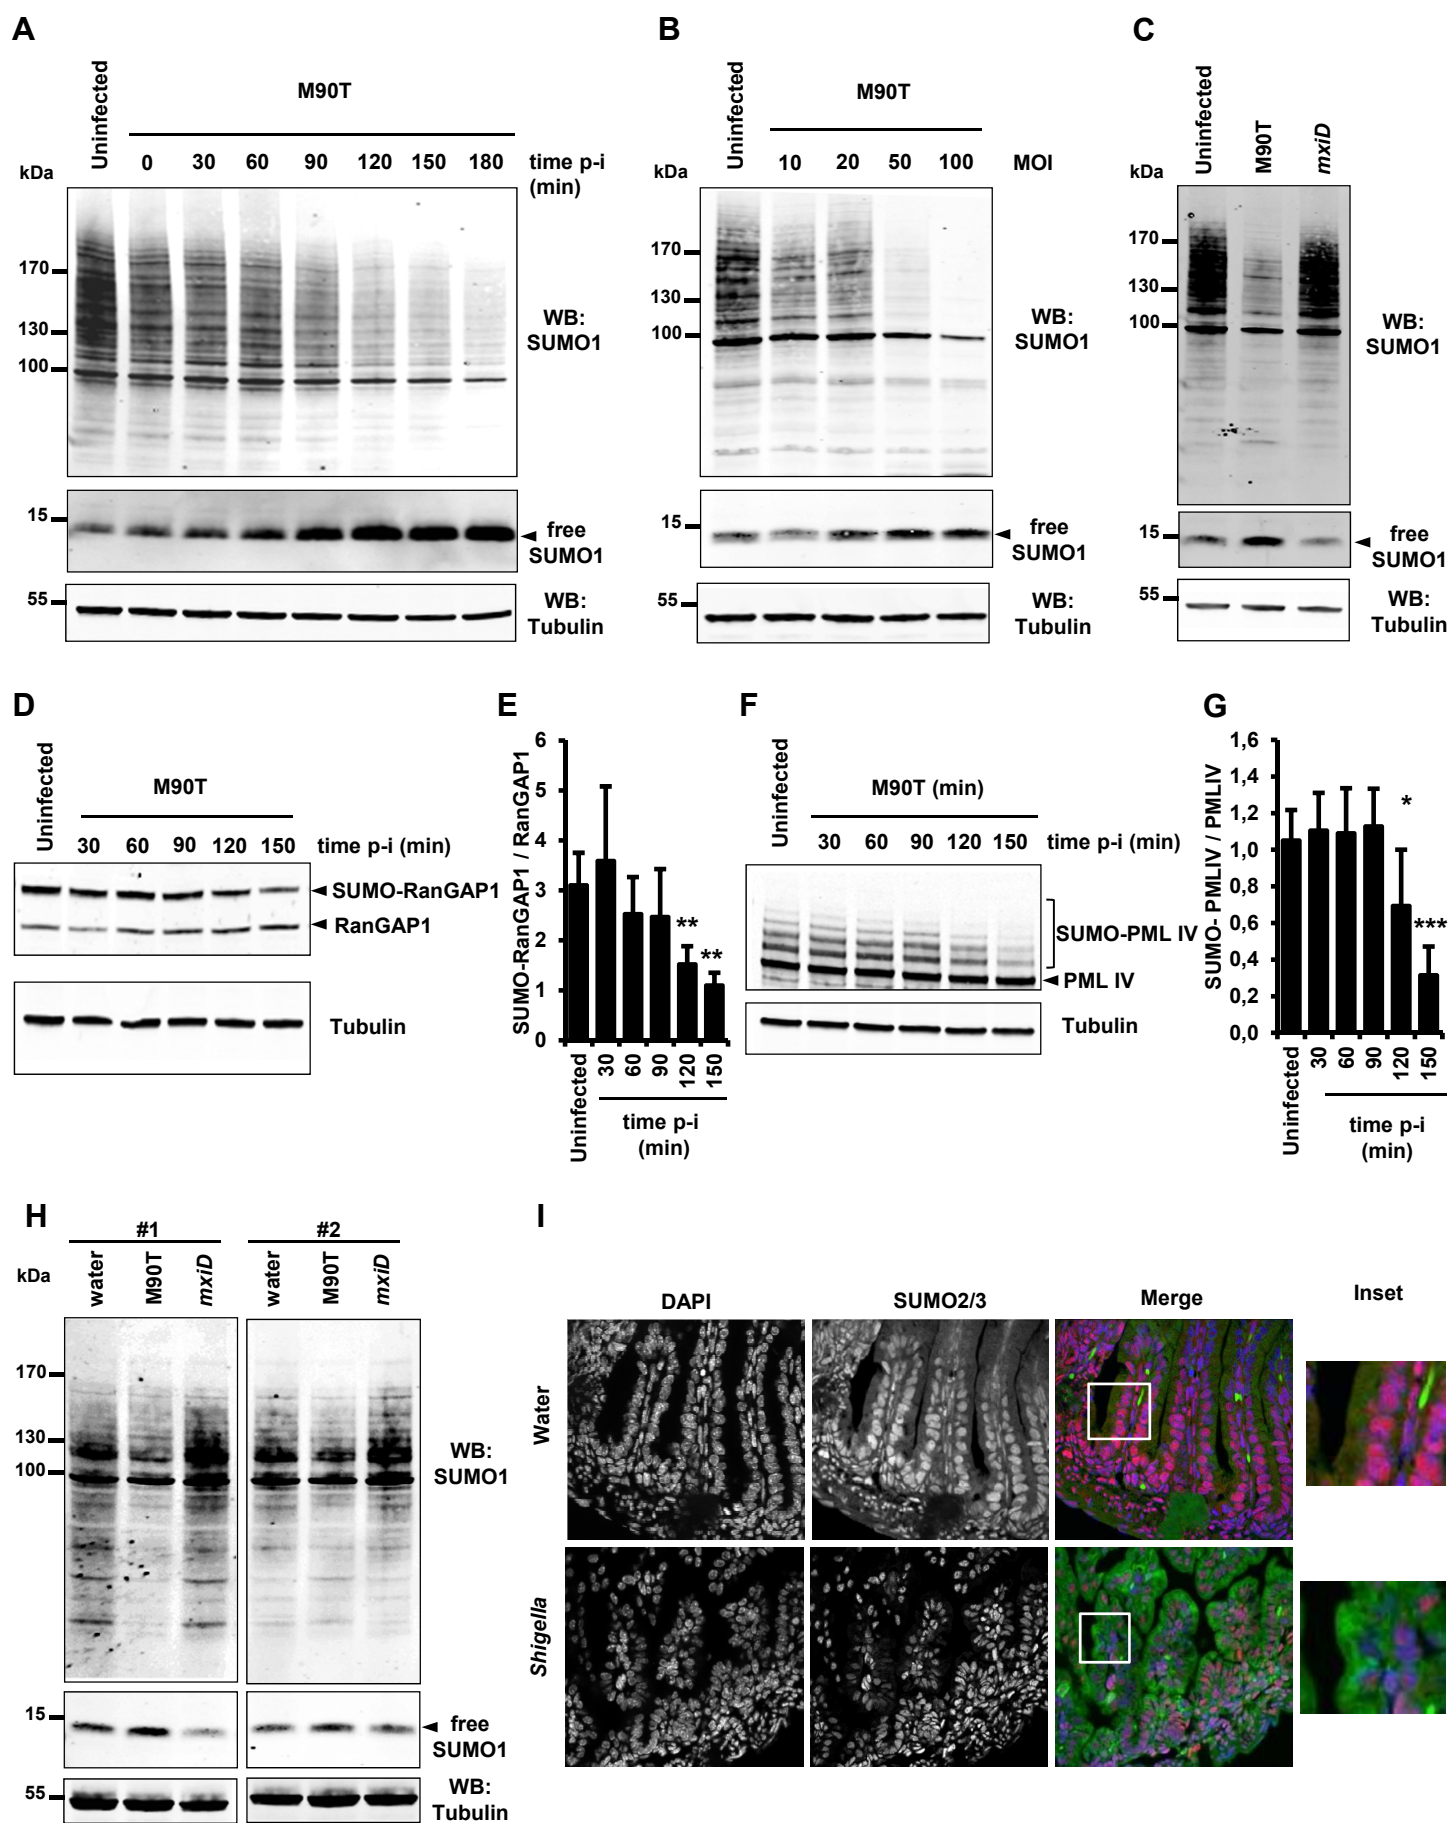 A
Uninfected
M90T
0 30 60 90 120 150 180 time p-i
(min)
kDa
170
130
100
WB:
SUMO1
15
free
SUMO1
55
WB:
Tubulin
B
Uninfected
M90T
10 20 50 100 MOI
kDa
170
130
100
WB:
SUMO1
15
free
SUMO1
55
WB:
Tubulin
C
Uninfected
M90T
mxiD
kDa
170
130
100
WB:
SUMO1
15
free
SUMO1
55
WB:
Tubulin
D
Uninfected
M90T
30 60 90 120 150 time p-i (min)
SUMO-RanGAP1
RanGAP1
Tubulin
E
SUMO-RanGAP1 / RanGAP1
6
5
4
3
2
1
0
**
**
Uninfected
30
60
90
120
150
time p-i
(min)
F
Uninfected
M90T (min)
30 60 90 120 150 time p-i (min)
SUMO-PML IV
PML IV
Tubulin
G
SUMO- PMLIV / PMLIV
1,6
1,4
1,2
1,0
0,8
0,6
0,4
0,2
0,0
*
***
Uninfected
30
60
90
120
150
time p-i
(min)
H
#1 #2
water
M90T
mxiD
water
M90T
mxiD
kDa
170
130
100
WB:
SUMO1
15
free
SUMO1
55
WB:
Tubulin
I
DAPI SUMO2/3 Merge Inset
Water
Shigella